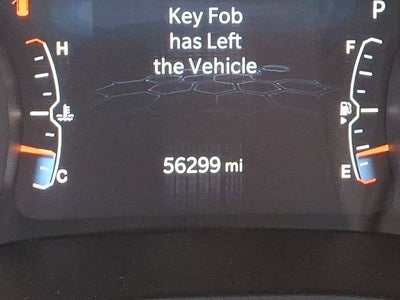 P
Key Fob
has Left
the Vehicle
H
F
56299 mi
C
E